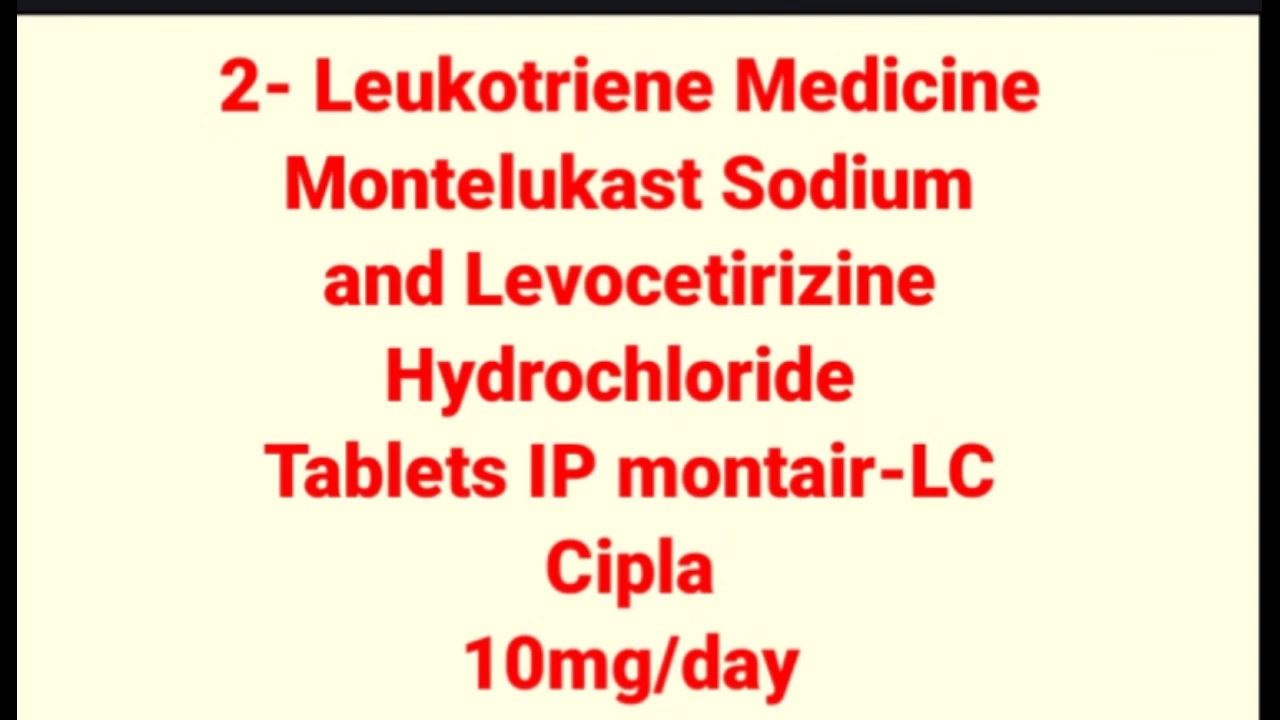 2- Leukotriene Medicine
Montelukast Sodium
and Levocetirizine
Hydrochloride
Tablets IP montair-LC
Cipla
10mg/day